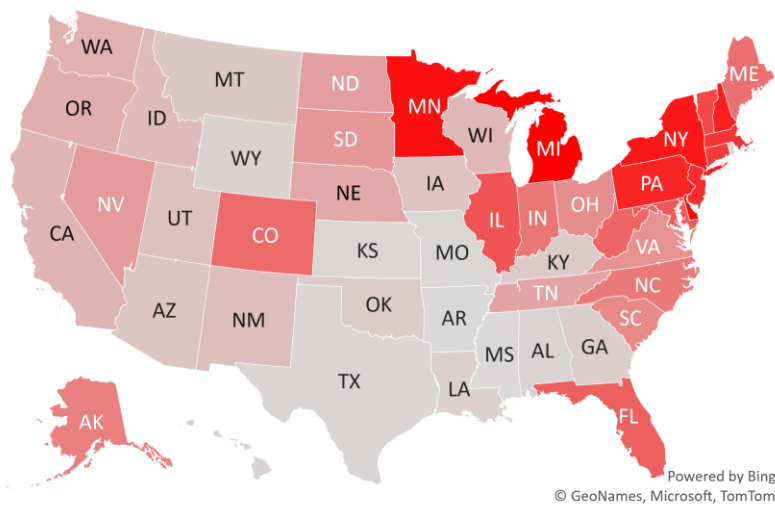 WA
ME
MT
ND
MN
OR
ID
SD
WI
MI
NY
WY
IA
PA
NE
NV
UT
CO
IL
IN
OH
CA
KS
MO
KY
VA
AZ
NM
OK
AR
TN
NC
SC
MS
AL
GA
TX
LA
AK
FL
Powered by Bing
© GeoNames, Microsoft, TomTom